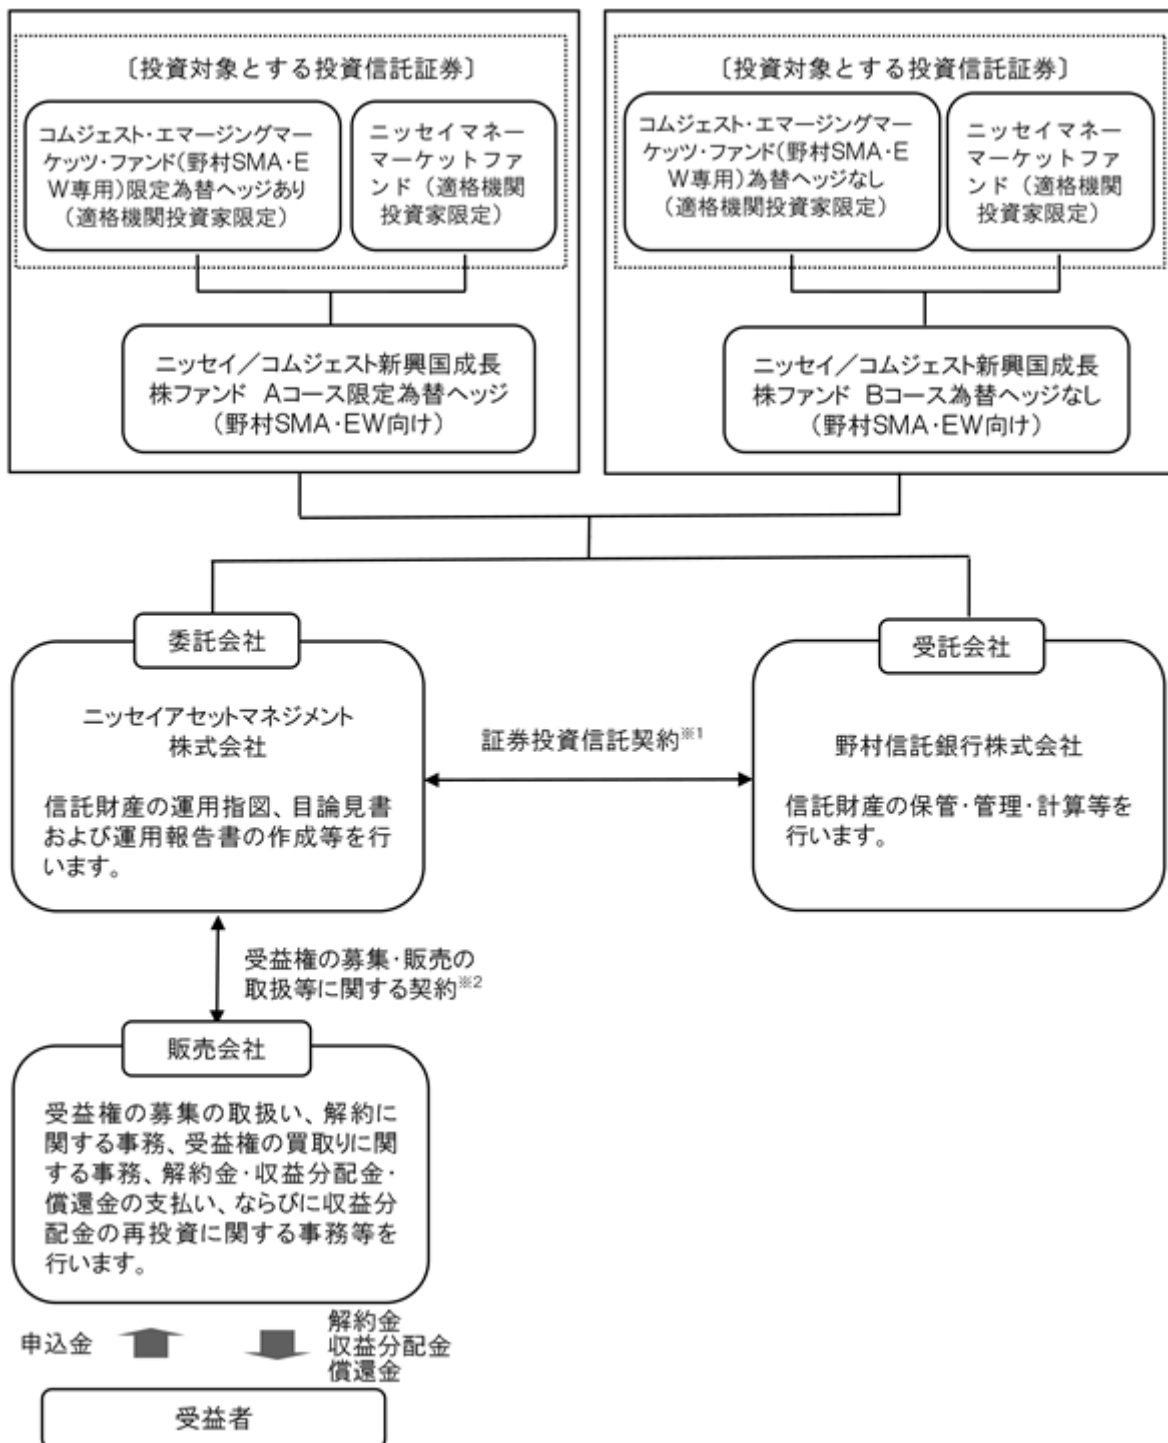 〔投資対象とする投資信託証券〕
コムジェスト・エマージングマー
ケッツ・ファンド(野村SMA・E
W専用)限定為替ヘッジあり
(適格機関投資家限定)
ニッセイマネー
マーケットファ
ンド(適格機関
投資家限定)
ニッセイ/コムジェスト新興国成長
株ファンド Aコース限定為替ヘッジ
(野村SMA・EW向け)
〔投資対象とする投資信託証券〕
コムジェスト・エマージングマー
ケッツ・ファンド(野村SMA・E
W専用)為替ヘッジなし
(適格機関投資家限定)
ニッセイマネー
マーケットファ
ンド(適格機関
投資家限定)
ニッセイ/コムジェスト新興国成長
株ファンド Bコース為替ヘッジなし
(野村SMA・EW向け)
委託会社
ニッセイアセットマネジメント
株式会社
信託財産の運用指図、目論見書
および運用報告書の作成等を行
います。
証券投資信託契約※1
受託会社
野村信託銀行株式会社
信託財産の保管・管理・計算等を
行います。
受益権の募集・販売の
取扱等に関する契約※2
販売会社
受益権の募集の取扱い、解約に
関する事務、受益権の買取りに関
する事務、解約金・収益分配金・
償還金の支払い、ならびに収益分
配金の再投資に関する事務等を
行います。
申込金
解約金
収益分配金
償還金
受益者